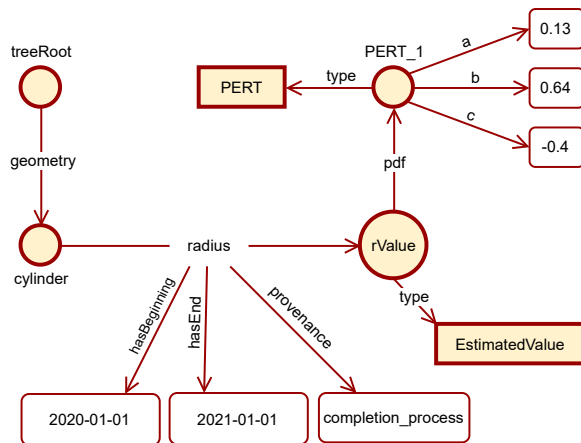 treeRoot
PERT_1
a
0.13
PERT
type
b
0.64
c
-0.4
geometry
pdf
radius
rValue
cylinder
hasBeginning
hasEnd
provenance
type
EstimatedValue
2020-01-01
2021-01-01
completion_process